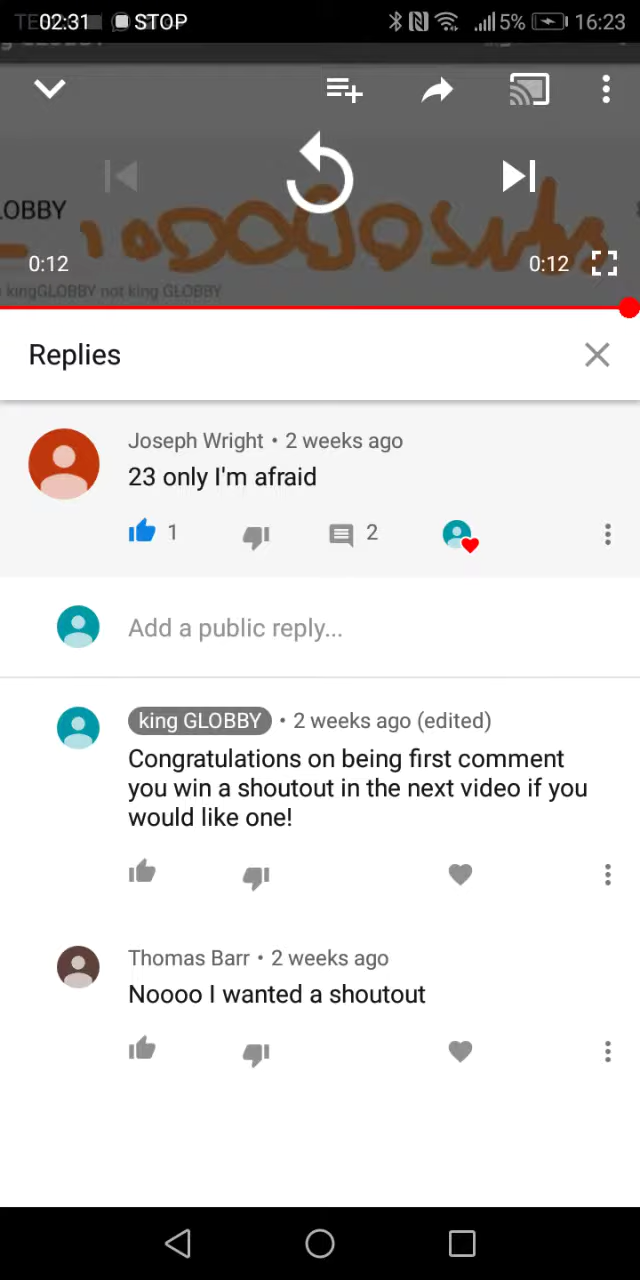 02:31 STOP 5% 16:23
LOBBY
0:12 0:12
kingGLOBBY not king GLOBBY
Replies
Joseph Wright • 2 weeks ago
23 only I'm afraid
1 2
Add a public reply...
king GLOBBY • 2 weeks ago (edited)
Congratulations on being first comment
you win a shoutout in the next video if you
would like one!
Thomas Barr • 2 weeks ago
Noooo I wanted a shoutout